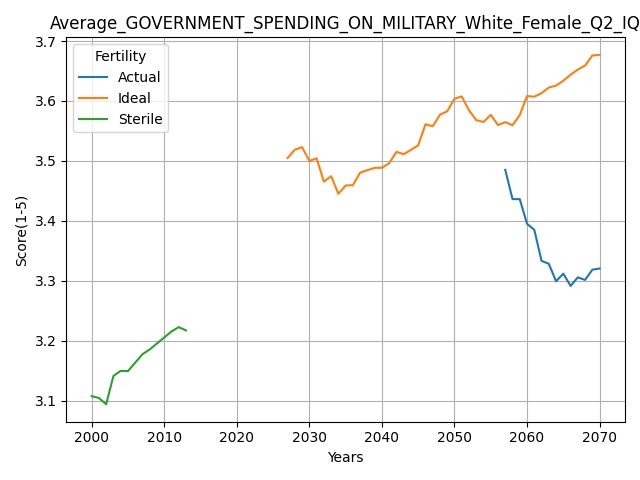 Average_GOVERNMENT_SPENDING_ON_MILITARY_White_Female_Q2_IQ
Fertility
Actual
Ideal
Sterile
Score(1-5)
3.7
3.6
3.5
3.4
3.3
3.2
3.1
2000 2010 2020 2030 2040 2050 2060 2070
Years